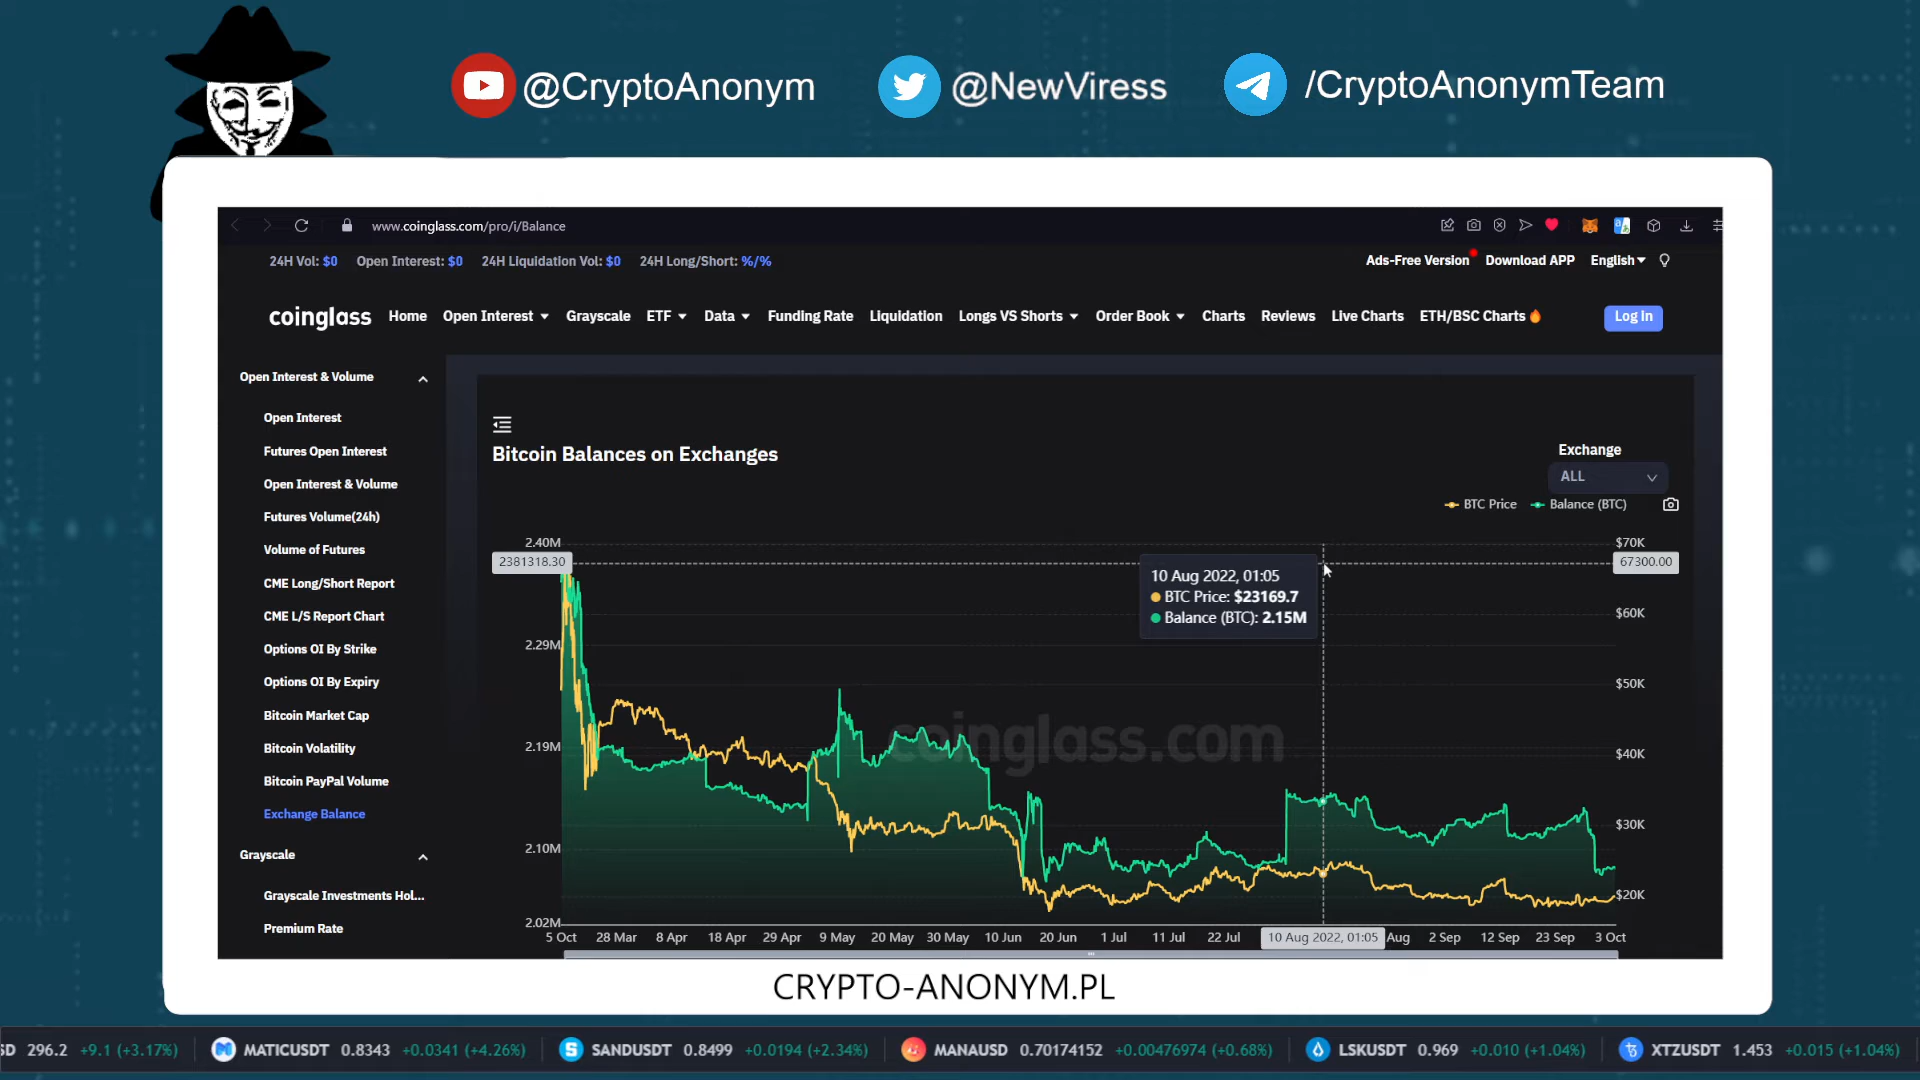 @CryptoAnonym @NewViress /CryptoAnonymTeam
www.coinglass.com/pro/i/Balance
24H Vol: $0 Open Interest: $0 24H Liquidation Vol: $0 24H Long/Short: %/%
Ads-Free Version Download APP English
coinglass Home Open Interest Grayscale ETF Data Funding Rate Liquidation Longs VS Shorts Order Book Charts Reviews Live Charts ETH/BSC Charts Log In
Open Interest & Volume
Open Interest
Futures Open Interest
Open Interest & Volume
Futures Volume(24h)
Volume of Futures
CME Long/Short Report
CME L/S Report Chart
Options OI By Strike
Options OI By Expiry
Bitcoin Market Cap
Bitcoin Volatility
Bitcoin PayPal Volume
Exchange Balance
Grayscale
Grayscale Investments Hol...
Premium Rate
Bitcoin Balances on Exchanges
Exchange
ALL
BTC Price Balance (BTC)
2.40M
2381318.30
2.29M
2.19M
2.10M
2.02M
10 Aug 2022, 01:05
BTC Price: $23169.7
Balance (BTC): 2.15M
coinglass.com
$70K
67300.00
$60K
$50K
$40K
$30K
$20K
5 Oct 28 Mar 8 Apr 18 Apr 29 Apr 9 May 20 May 30 May 10 Jun 20 Jun 1 Jul 11 Jul 22 Jul 10 Aug 2022, 01:05 Aug 2 Sep 12 Sep 23 Sep 3 Oct
CRYPTO-ANONYM.PL
SD 296.2 +9.1 (+3.17%) MATICUSDT 0.8343 +0.0341 (+4.26%) SANDUSDT 0.8499 +0.0194 (+2.34%) MANAUSD 0.70174152 +0.00476974 (+0.68%) LSKUSDT 0.969 +0.010 (+1.04%) XTZUSDT 1.453 +0.015 (+1.04%)